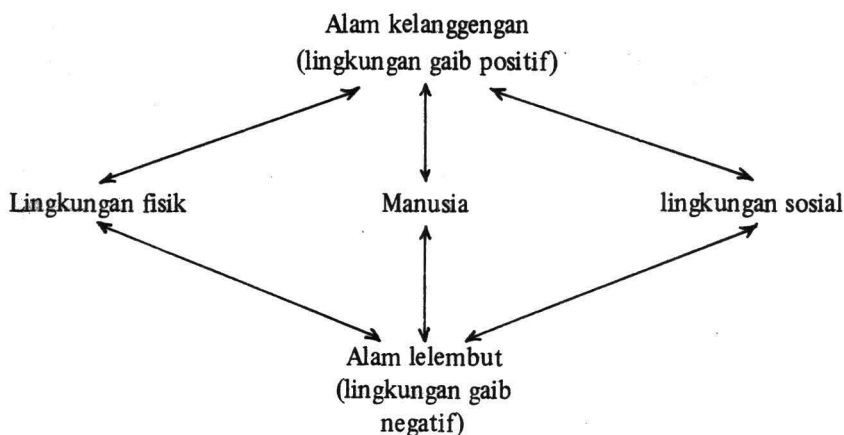 Alam kelanggengan
(lingkungan gaib positif)
Lingkungan fisik
Manusia
lingkungan sosial
Alam lelembut
(lingkungan gaib
negatif)